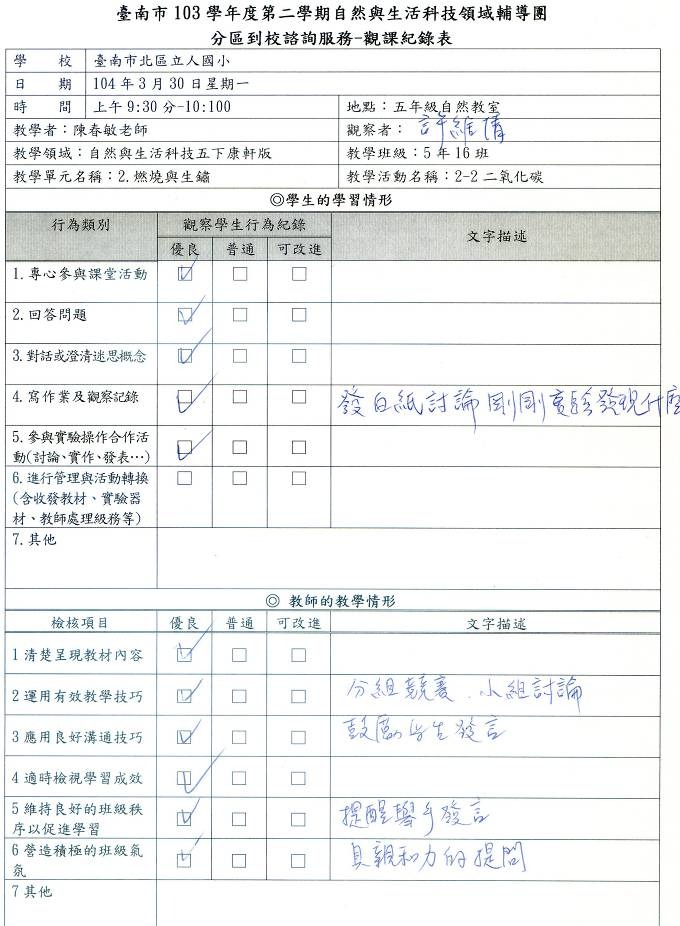 臺南市 103 學年度第二學期自然與生活科技領域輔導團
分區到校諮詢服務-觀課紀錄表
學 校 臺南市北區立人國小
日 期 104 年 3 月 30 日星期一
時 間 上午 9:30 分-10:100 地點：五年級自然教室
教學者：陳春敏老師 觀察者： 許維倩
教學領域：自然與生活科技五下康軒版 教學班級：5 年 16 班
教學單元名稱：2.燃燒與生鏽 教學活動名稱：2-2 二氧化碳
◎學生的學習情形
行為類別 觀察學生行為紀錄 文字描述
優良 普通 可改進
1.專心參與課堂活動 ☑ □ □
2.回答問題 ☑ □ □
3.對話或澄清迷思概念 ☑ □ □
4.寫作業及觀察記錄 ☑ □ □ 發白紙討論剛剛實驗發現什麼
5.參與實驗操作合作活
動(討論、實作、發表…) ☑ □ □
6.進行管理與活動轉換 □ □ □
(含收發教材、實驗器
材、教師處理級務等)
7.其他
◎ 教師的教學情形
檢核項目 優良 普通 可改進 文字描述
1 清楚呈現教材內容 ☑ □ □
2 運用有效教學技巧 ☑ □ □ 分組競賽、小組討論
3 應用良好溝通技巧 ☑ □ □ 鼓勵學生發言
4 適時檢視學習成效 ☑ □ □
5 維持良好的班級秩
序以促進學習 ☑ □ □ 提醒舉手發言
6 營造積極的班級氣
氛 ☑ □ □ 具親和力的提問
7 其他